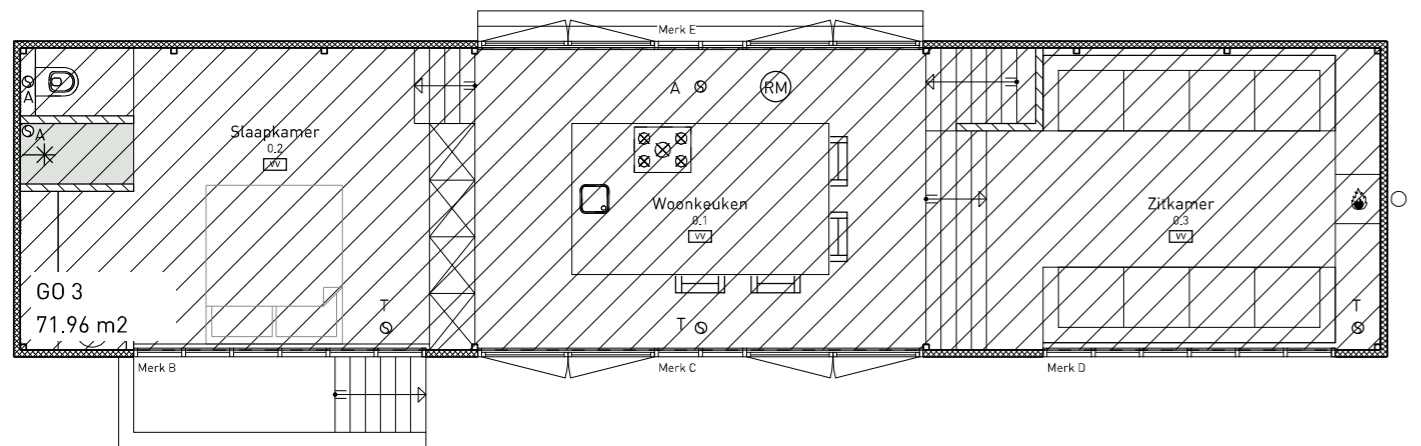 Merk E
A
A
RM
A
Slaapkamer
0.2
VV
Woonkeuken
0.1
VV
Zitkamer
0.3
VV
GO 3
71.96 m2
T
T
T
Merk B
Merk C
Merk D